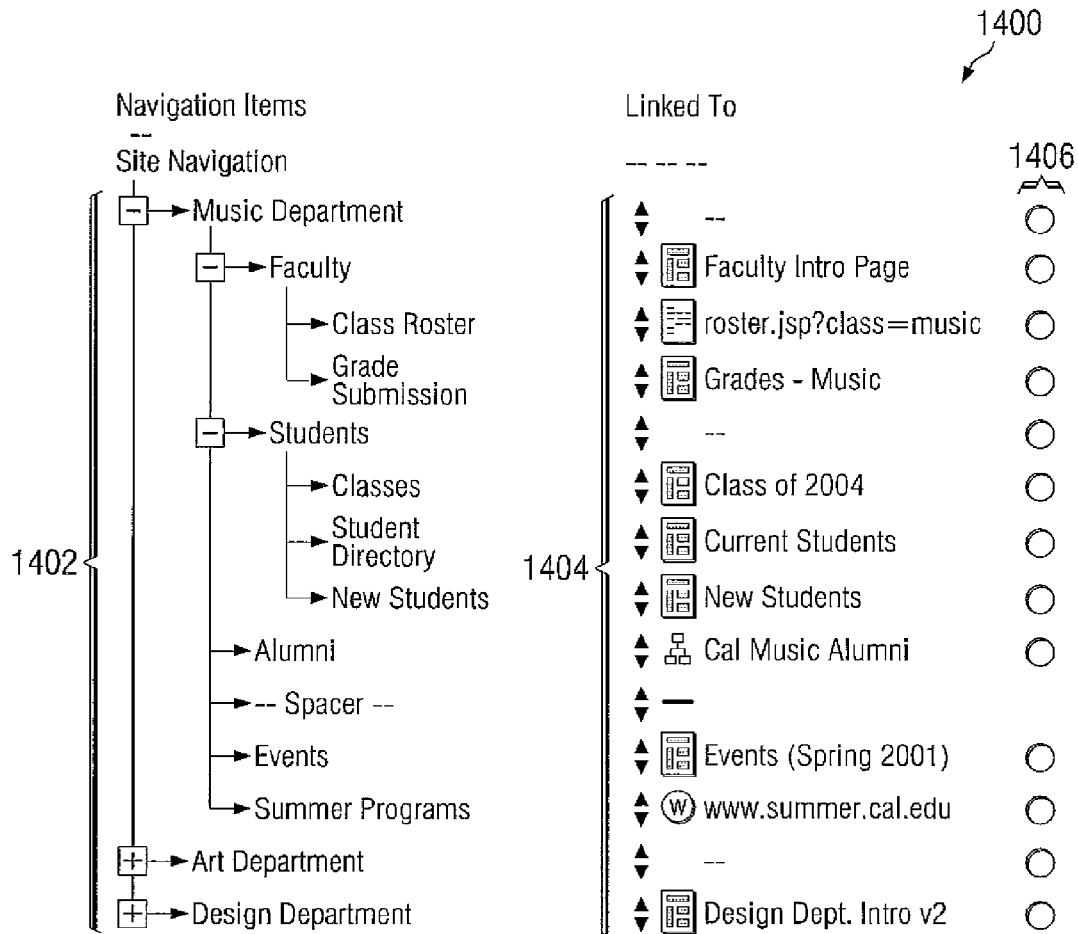 1400
Navigation Items Linked To
--
Site Navigation -- -- -- 1406
- Music Department --
- Faculty Faculty Intro Page
Class Roster roster.jsp?class=music
Grade
Submission Grades - Music
- Students --
Classes Class of 2004
Student
Directory Current Students
1402 1404
New Students New Students
Alumni Cal Music Alumni
-- Spacer -- —
Events Events (Spring 2001)
Summer Programs W www.summer.cal.edu
+ Art Department --
+ Design Department Design Dept. Intro v2